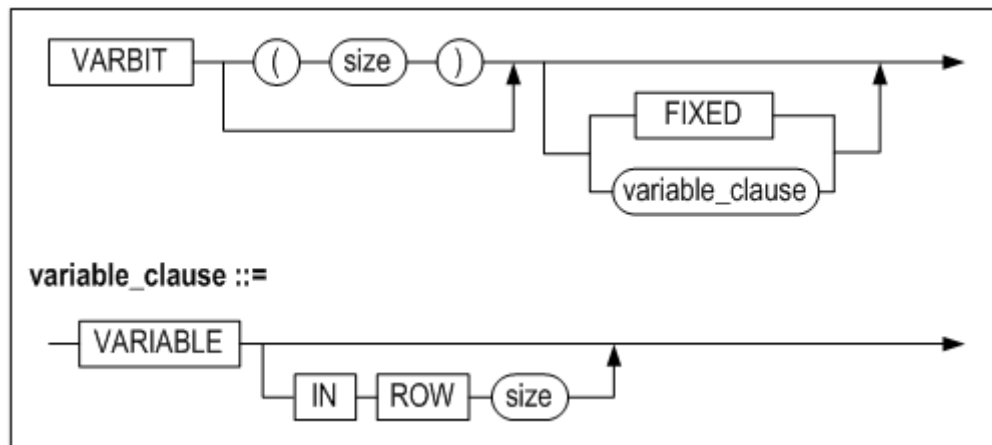 VARBIT ( size )
FIXED
variable_clause
variable_clause ::=
VARIABLE
IN ROW size